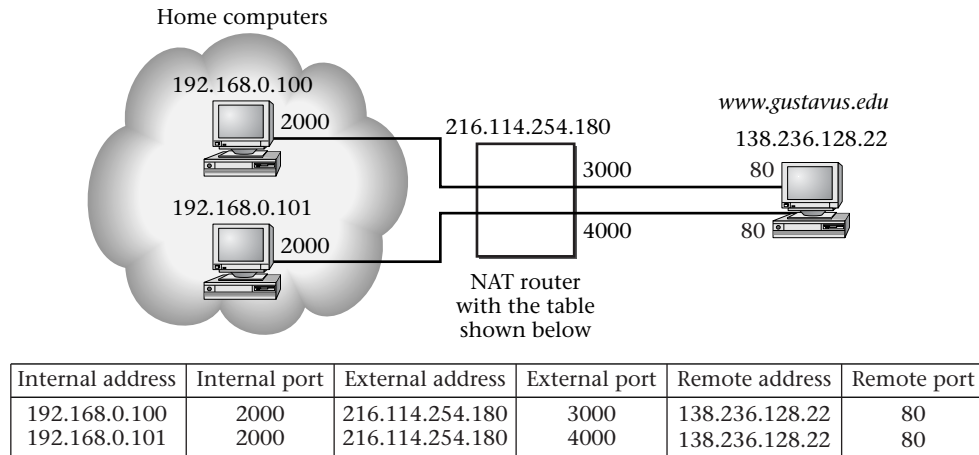 Home computers
192.168.0.100
2000
192.168.0.101
2000
216.114.254.180
3000
4000
NAT router
with the table
shown below
www.gustavus.edu
138.236.128.22
80
80
Internal address Internal port External address External port Remote address Remote port
192.168.0.100 2000 216.114.254.180 3000 138.236.128.22 80
192.168.0.101 2000 216.114.254.180 4000 138.236.128.22 80